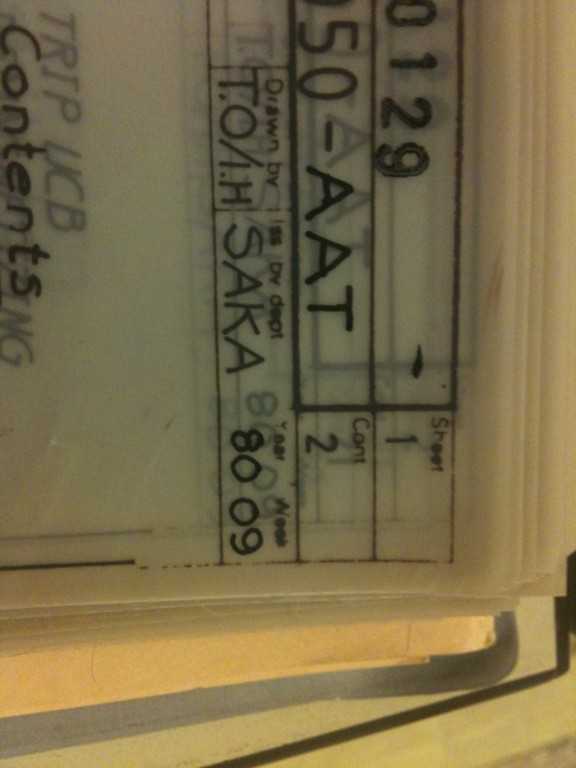 0129 - Sheet 1
050-AAT Cont 2
Drawn by Iss by dept Year Week
T.O/I.H SAKA 80 09
TRIP UCB
Contents